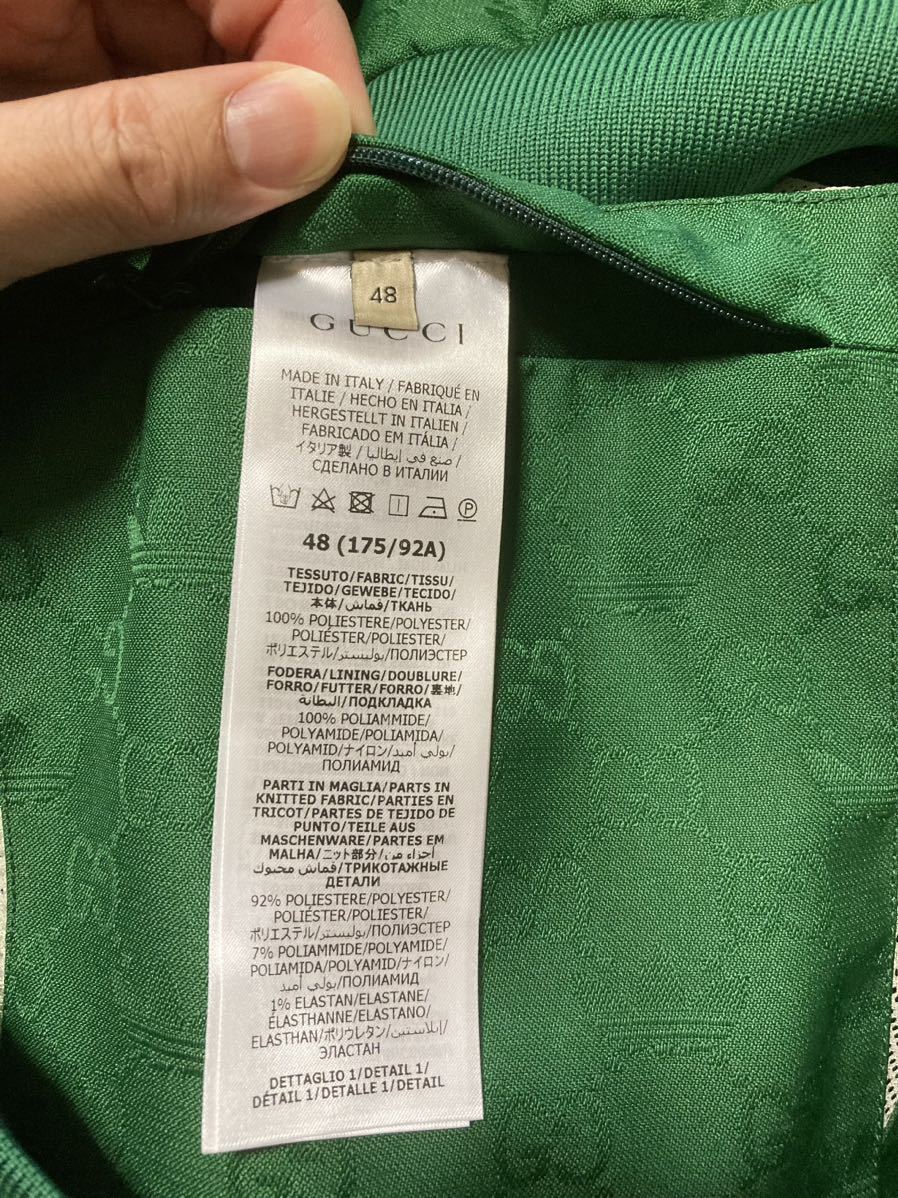 48
GUCCI
MADE IN ITALY / FABRIQUÉ EN
ITALIE / HECHO EN ITALIA /
HERGESTELLT IN ITALIEN /
FABRICADO EM ITÁLIA /
イタリア製 / صنع في إيطاليا /
СДЕЛАНО В ИТАЛИИ
P
48 (175/92A)
TESSUTO/FABRIC/TISSU/
TEJIDO/GEWEBE/TECIDO/
本体/قماش/ТКАНЬ
100% POLIESTERE/POLYESTER/
POLIÉSTER/POLIESTER/
ポリエステル/بوليستر/ПОЛИЭСТЕР
FODERA/LINING/DOUBLURE/
FORRO/FUTTER/FORRO/裏地/
البطانة/ПОДКЛАДКА
100% POLIAMMIDE/
POLYAMIDE/POLIAMIDA/
POLYAMID/ナイロン/بولي أميد/
ПОЛИАМИД
PARTI IN MAGLIA/PARTS IN
KNITTED FABRIC/PARTIES EN
TRICOT/PARTES DE TEJIDO DE
PUNTO/TEILE AUS
MASCHENWARE/PARTES EM
MALHA/ニット部分/أجزاء من
قماش محبوك/ТРИКОТАЖНЫЕ
ДЕТАЛИ
92% POLIESTERE/POLYESTER/
POLIÉSTER/POLIESTER/
ポリエステル/بوليستر/ПОЛИЭСТЕР
7% POLIAMMIDE/POLYAMIDE/
POLIAMIDA/POLYAMID/ナイロン/
بولي أميد/ПОЛИАМИД
1% ELASTAN/ELASTANE/
ÉLASTHANNE/ELASTANO/
ELASTHAN/ポリウレタン/إيلاستين/
ЭЛАСТАН
DETTAGLIO 1/DETAIL 1/
DÉTAIL 1/DETALLE 1/DETAIL